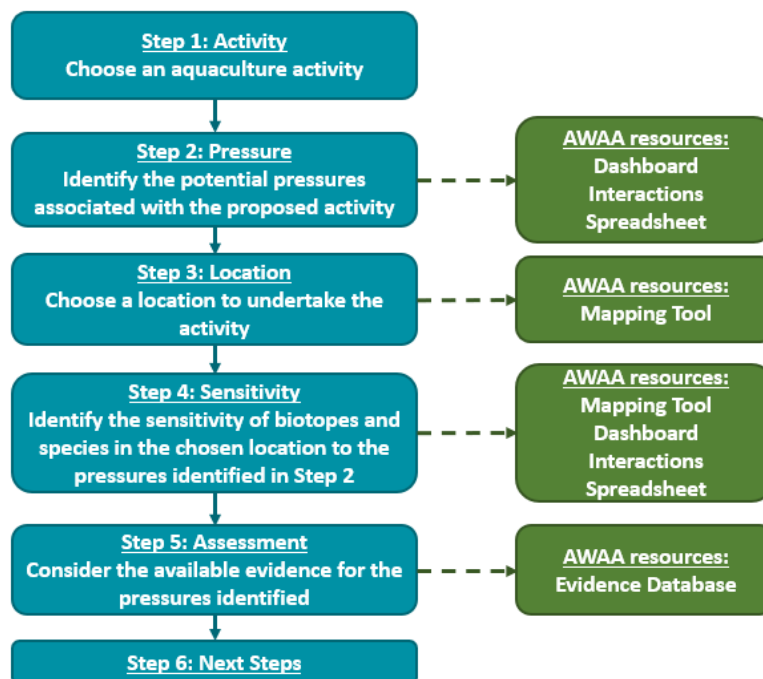 Step 1: Activity
Choose an aquaculture activity
Step 2: Pressure
Identify the potential pressures
associated with the proposed activity
AWAA resources:
Dashboard
Interactions
Spreadsheet
Step 3: Location
Choose a location to undertake the
activity
AWAA resources:
Mapping Tool
Step 4: Sensitivity
Identify the sensitivity of biotopes and
species in the chosen location to the
pressures identified in Step 2
AWAA resources:
Mapping Tool
Dashboard
Interactions
Spreadsheet
Step 5: Assessment
Consider the available evidence for the
pressures identified
AWAA resources:
Evidence Database
Step 6: Next Steps